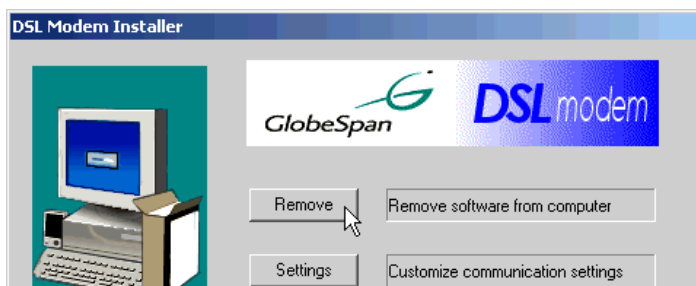 DSL Modem Installer
GlobeSpan
DSL modem
Remove
Remove software from computer
Settings
Customize communication settings